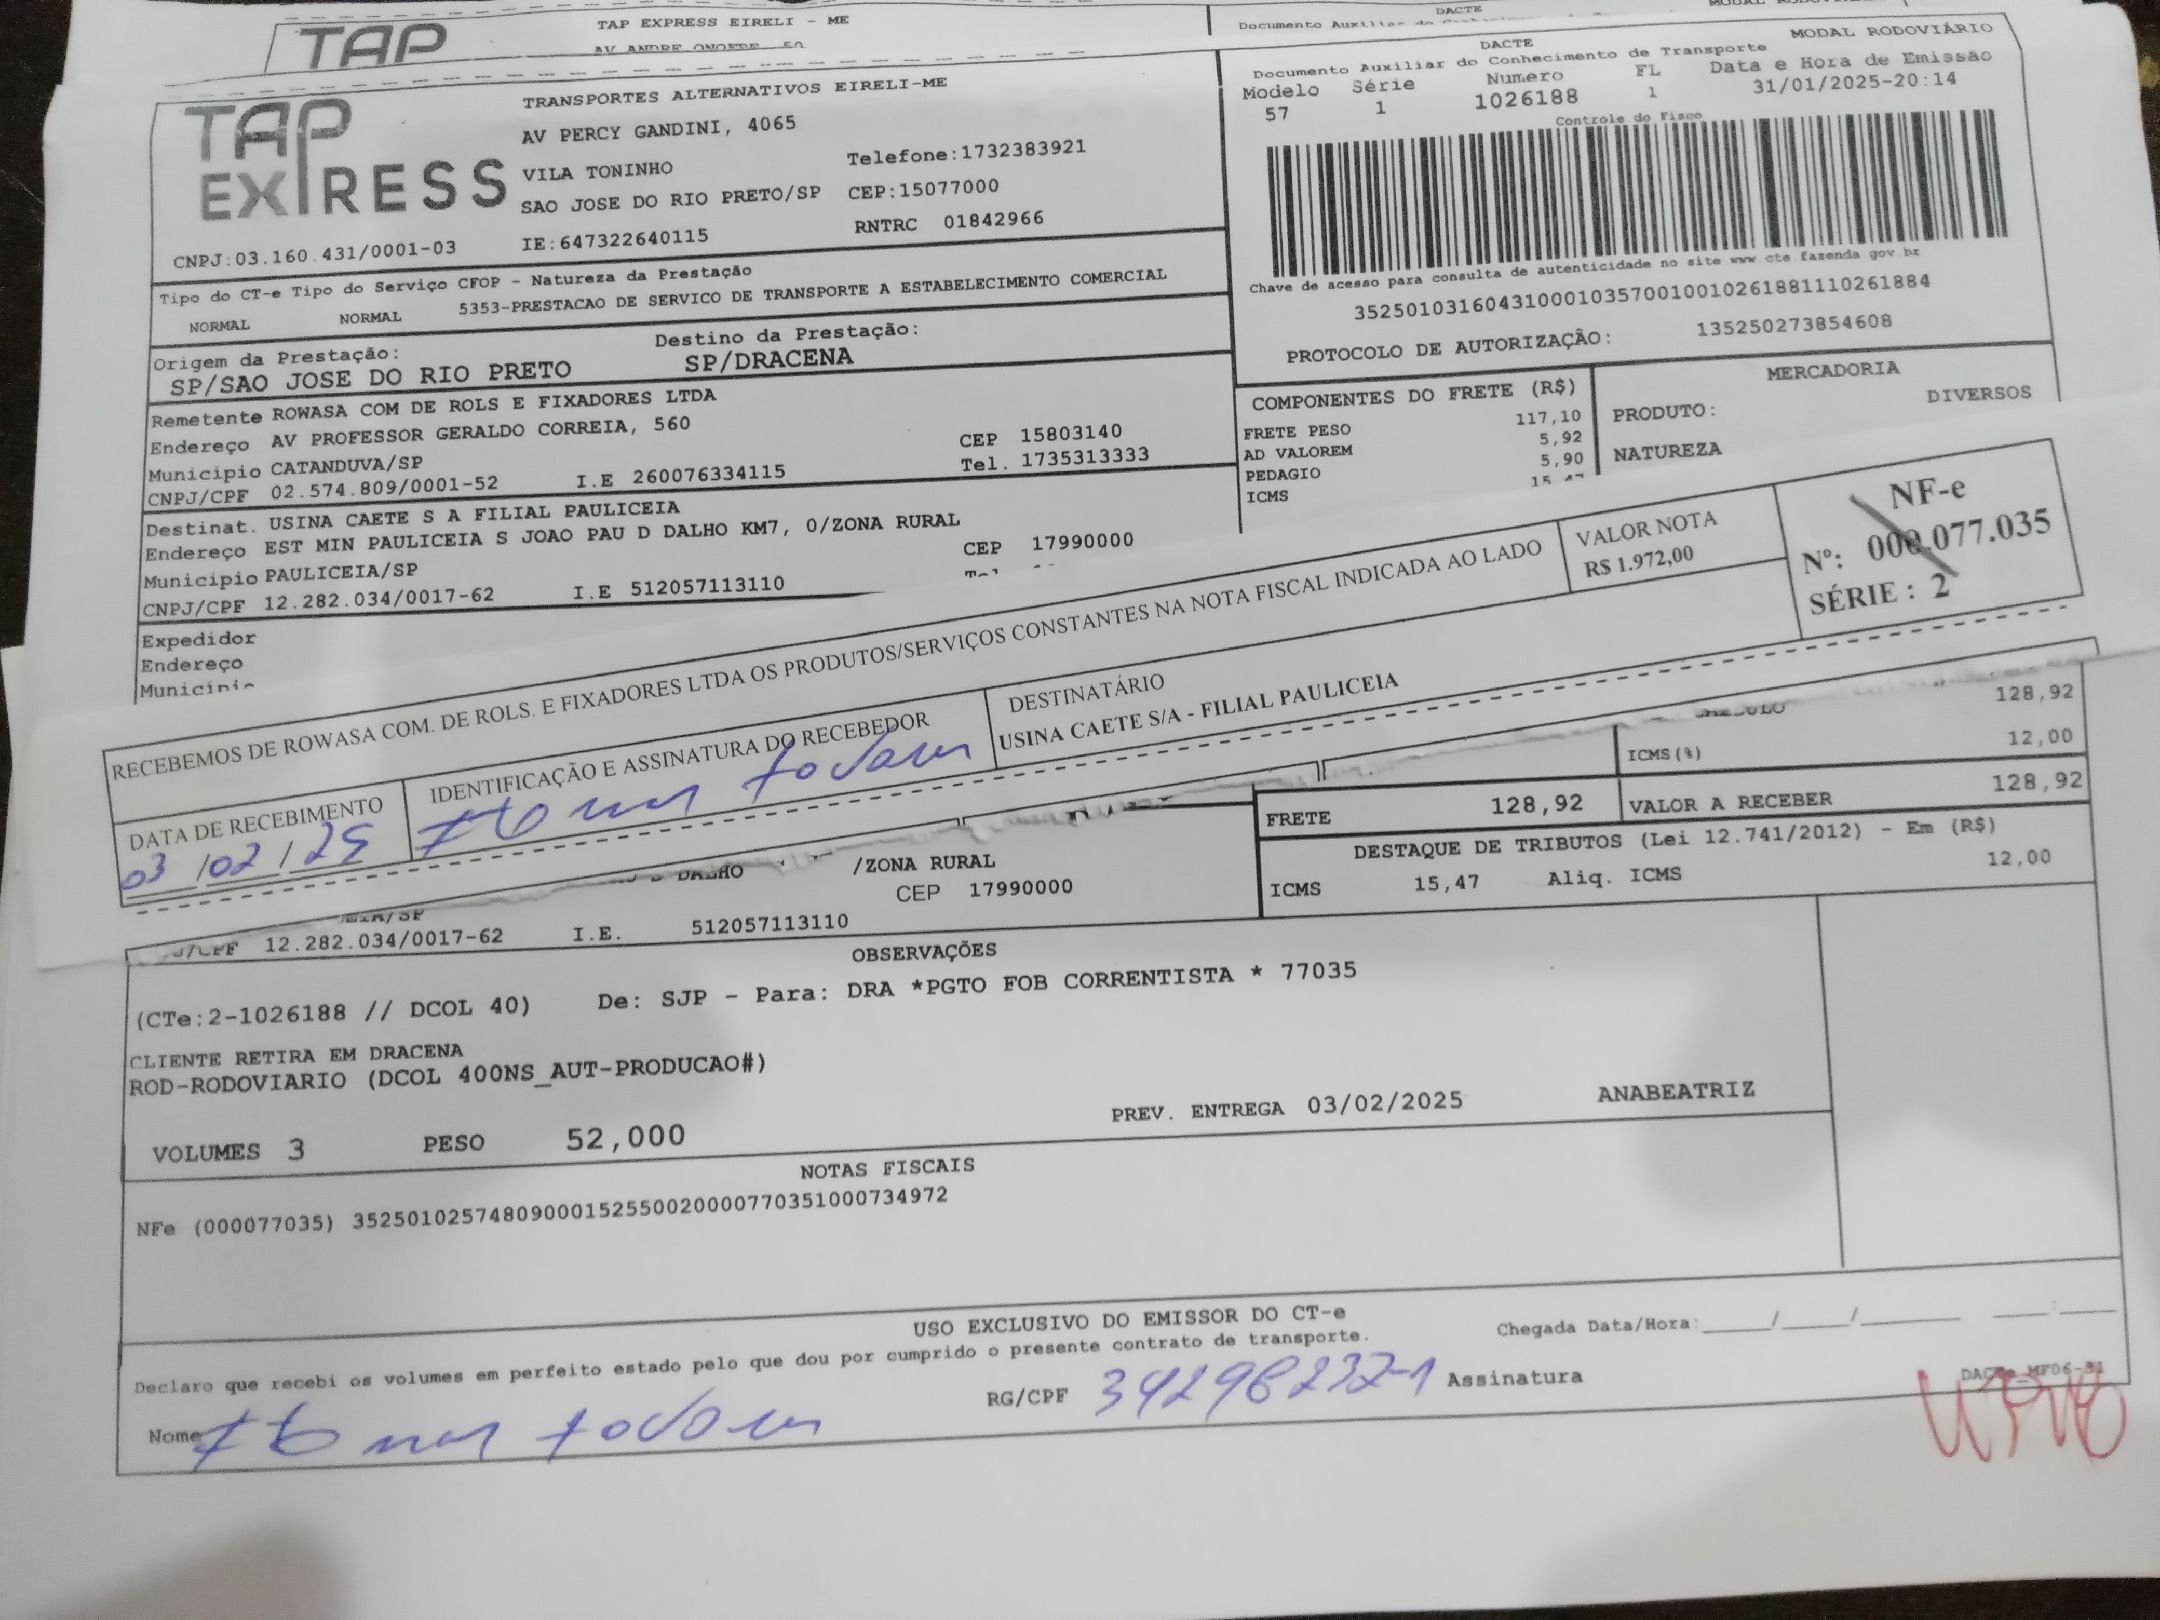 TAP
TAP EXPRESS EIRELI - ME
DACTE
TAP
EXPRESS
CNPJ:03.160.431/0001-03
TRANSPORTES ALTERNATIVOS EIRELI-ME
AV PERCY GANDINI, 4065
VILA TONINHO Telefone:1732383921
SAO JOSE DO RIO PRETO/SP CEP:15077000
IE:647322640115 RNTRC 01842966
DACTE MODAL RODOVIÁRIO
Documento Auxiliar do Conhecimento de Transporte
Modelo Série Numero FL Data e Hora de Emissão
57 1 1026188 1 31/01/2025-20:14
Controle do Fisco
Chave de acesso para consulta de autenticidade no site www.cte.fazenda.gov.br
35250103160431000103570010010261881110261884
PROTOCOLO DE AUTORIZAÇÂO: 135250273854608
Tipo do CT-e Tipo do Serviço CFOP - Natureza da Prestação
NORMAL NORMAL 5353-PRESTACAO DE SERVICO DE TRANSPORTE A ESTABELECIMENTO COMERCIAL
Origem da Prestação: Destino da Prestação:
SP/SAO JOSE DO RIO PRETO SP/DRACENA
Remetente ROWASA COM DE ROLS E FIXADORES LTDA
Endereço AV PROFESSOR GERALDO CORREIA, 560
Municipio CATANDUVA/SP CEP 15803140
CNPJ/CPF 02.574.809/0001-52 I.E 260076334115 Tel. 1735313333
Destinat. USINA CAETE S A FILIAL PAULICEIA
Endereço EST MIN PAULICEIA S JOAO PAU D DALHO KM7, 0/ZONA RURAL
Municipio PAULICEIA/SP CEP 17990000
CNPJ/CPF 12.282.034/0017-62 I.E 512057113110
Expedidor
Endereço
COMPONENTES DO FRETE (R$)
FRETE PESO 117,10
AD VALOREM 5,92
PEDAGIO 5,90
ICMS 15,47
MERCADORIA
PRODUTO: DIVERSOS
NATUREZA
RECEBEMOS DE ROWASA COM. DE ROLS. E FIXADORES LTDA OS PRODUTOS/SERVIÇOS CONSTANTES NA NOTA FISCAL INDICADA AO LADO
VALOR NOTA
R$ 1.972,00
NF-e
Nº: 000.077.035
SÉRIE : 2
DATA DE RECEBIMENTO
03/02/25
IDENTIFICAÇÃO E ASSINATURA DO RECEBEDOR
DESTINATÁRIO
USINA CAETE S/A - FILIAL PAULICEIA
128,92
ICMS(%) 12,00
FRETE 128,92 VALOR A RECEBER 128,92
DESTAQUE DE TRIBUTOS (Lei 12.741/2012) - Em (R$)
ICMS 15,47 Aliq. ICMS 12,00
/ZONA RURAL
CEP 17990000
12.282.034/0017-62 I.E. 512057113110
OBSERVAÇÕES
(CTe:2-1026188 // DCOL 40) De: SJP - Para: DRA *PGTO FOB CORRENTISTA * 77035
CLIENTE RETIRA EM DRACENA
ROD-RODOVIARIO (DCOL 400NS_AUT-PRODUCAO#)
VOLUMES 3 PESO 52,000 PREV. ENTREGA 03/02/2025 ANABEATRIZ
NOTAS FISCAIS
NFe (000077035) 35250102574809000152550020000770351000734972
USO EXCLUSIVO DO EMISSOR DO CT-e
Declaro que recebi os volumes em perfeito estado pelo que dou por cumprido o presente contrato de transporte.
Chegada Data/Hora:_____/_____/_______ ____:____
Nome RG/CPF 34298232-1 Assinatura